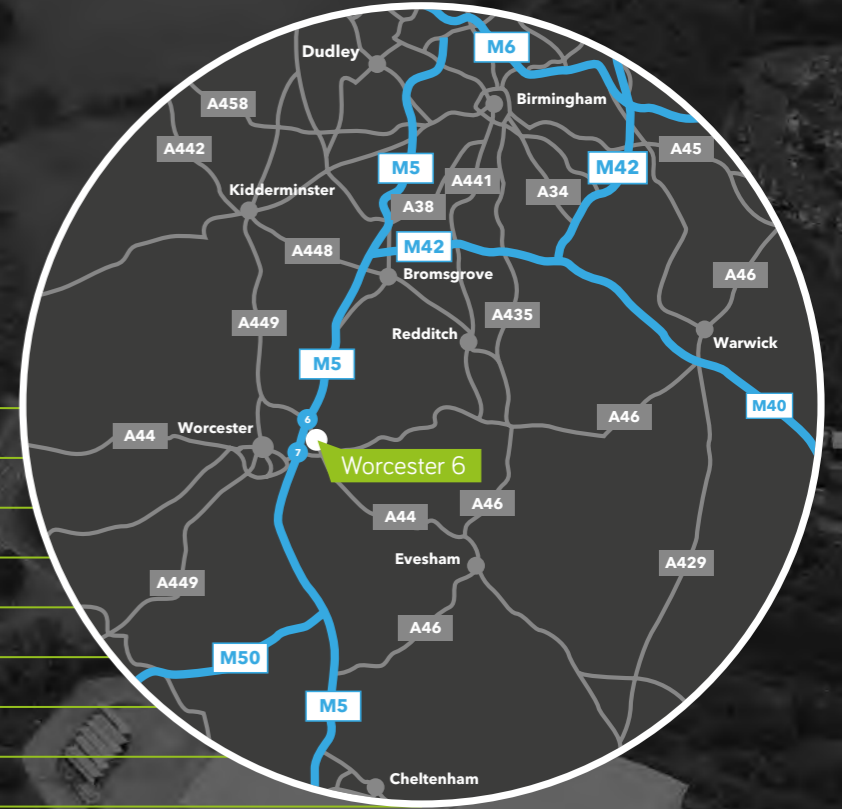 M6
Dudley
Birmingham
A458
A442
A45
M5
M42
A441
A34
Kidderminster
A38
A448
M42
Bromsgrove
A46
A449
A435
Redditch
Warwick
M5
M40
6
A46
A44
Worcester
7
Worcester 6
A46
A44
Evesham
A429
A449
A46
M50
M5
Cheltenham